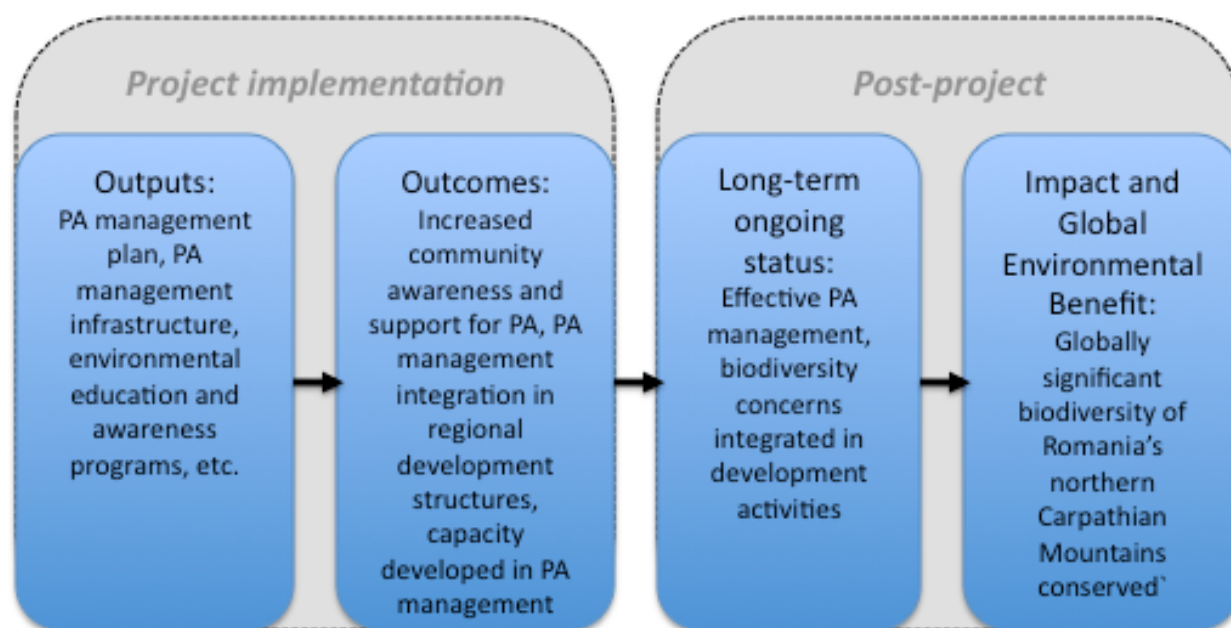 Project implementation
Outputs:
PA management
plan, PA
management
infrastructure,
environmental
education and
awareness
programs, etc.
Outcomes:
Increased
community
awareness and
support for PA, PA
management
integration in
regional
development
structures,
capacity
developed in PA
management
Post-project
Long-term
ongoing
status:
Effective PA
management,
biodiversity
concerns
integrated in
development
activities
Impact and
Global
Environmental
Benefit:
Globally
significant
biodiversity of
Romania’s
northern
Carpathian
Mountains
conserved`